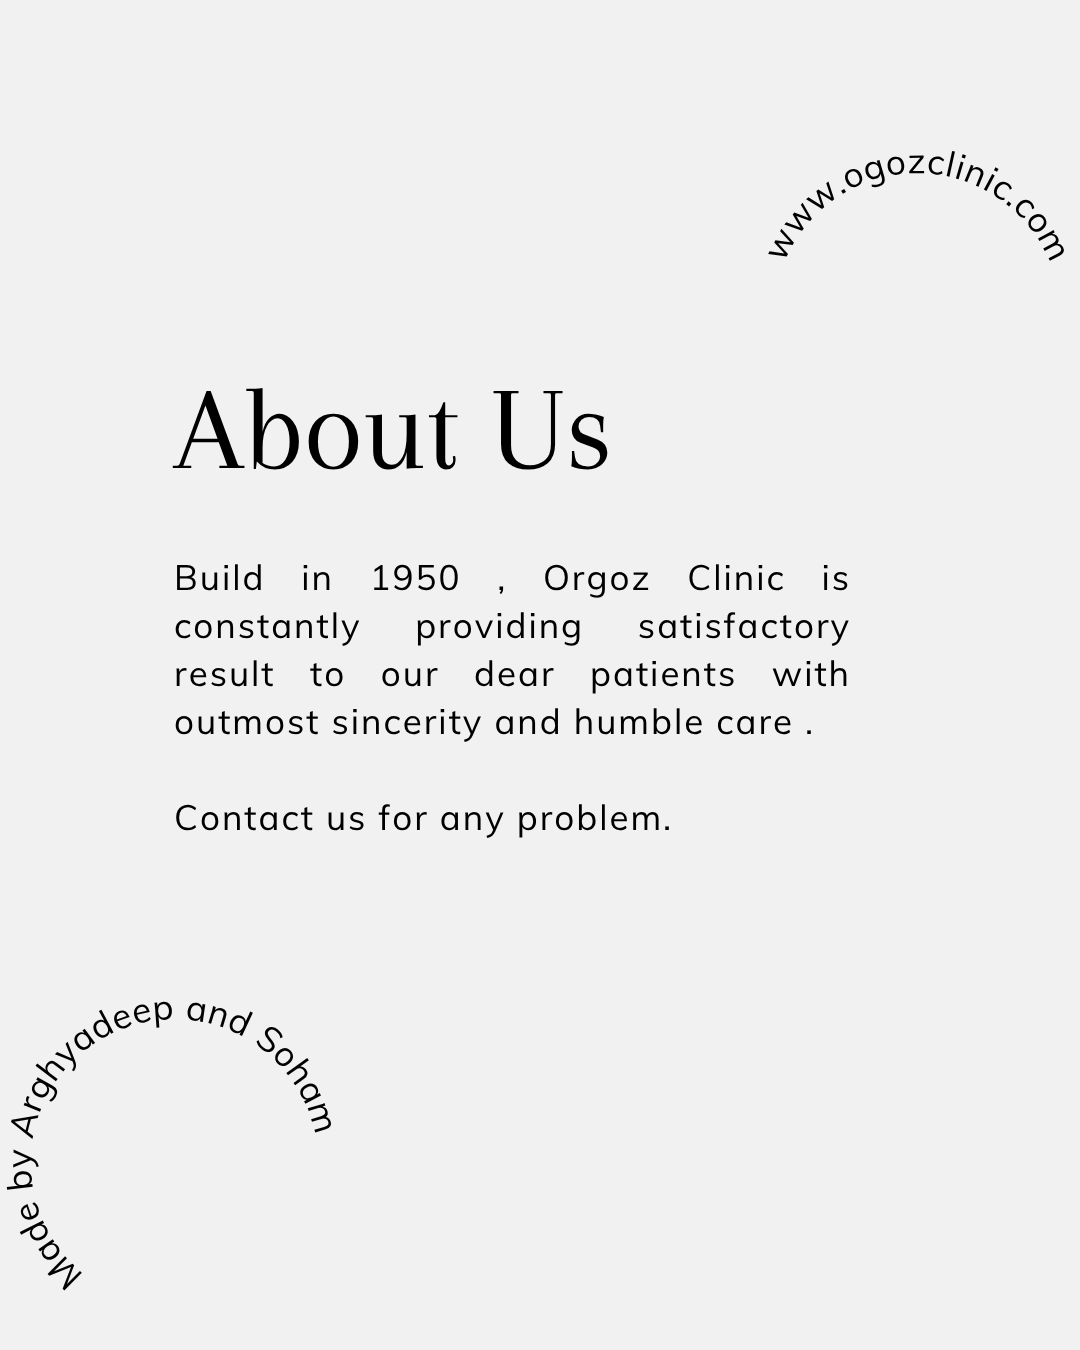 www.ogozclinic.com
About Us
Build in 1950 , Orgoz Clinic is
constantly providing satisfactory
result to our dear patients with
outmost sincerity and humble care .
Contact us for any problem.
Made by Arghyadeep and Soham